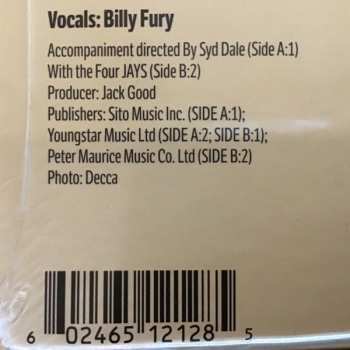 Vocals: Billy Fury
Accompaniment directed By Syd Dale (Side A:1)
With the Four JAYS (Side B:2)
Producer: Jack Good
Publishers: Sito Music Inc. (SIDE A:1);
Youngstar Music Ltd (SIDE A:2; SIDE B:1);
Peter Maurice Music Co. Ltd (SIDE B:2)
Photo: Decca
6 02465 12128 5